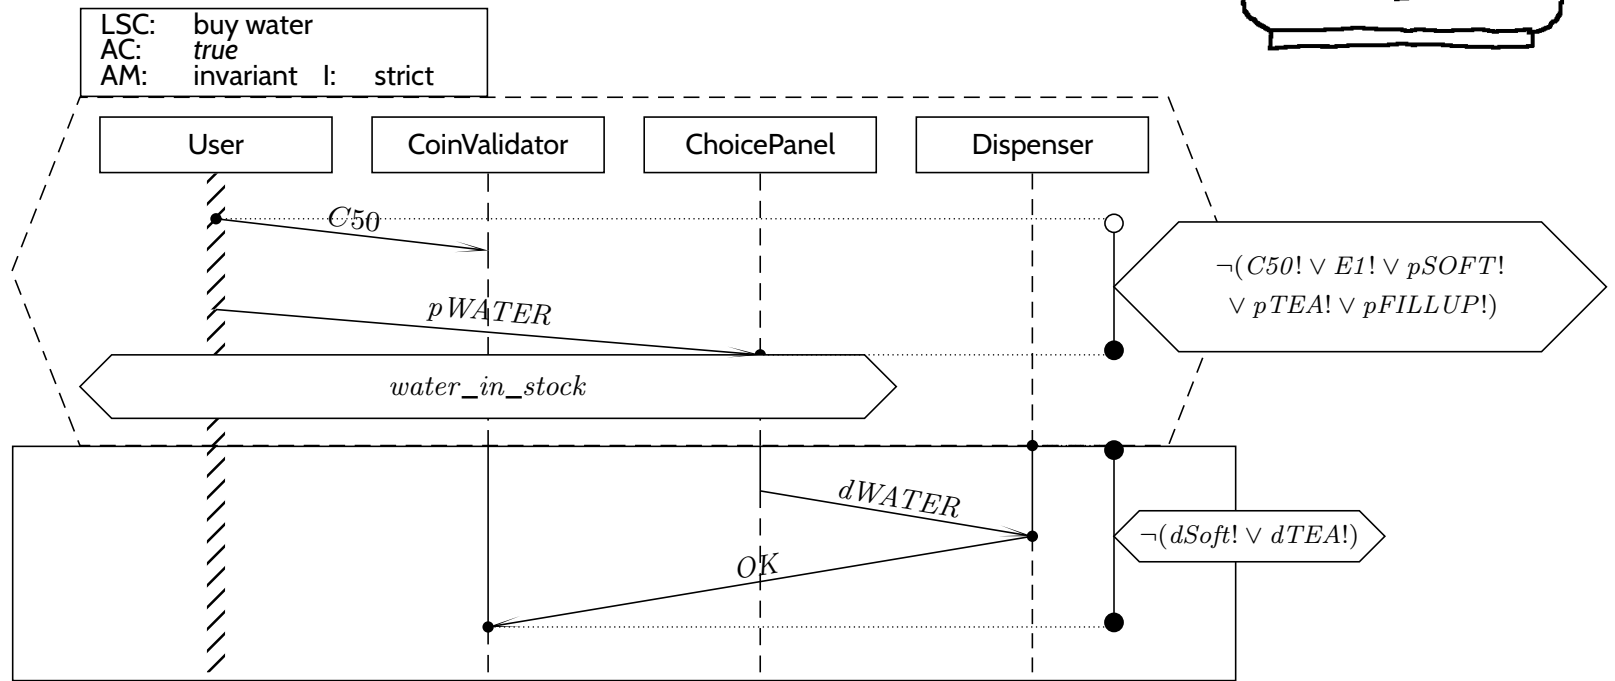 LSC: buy water
AC: true
AM: invariant I: strict
User CoinValidator ChoicePanel Dispenser
C50
¬(C50! ∨ E1! ∨ pSOFT!
∨ pTEA! ∨ pFILLUP!)
pWATER
water_in_stock
dWATER
¬(dSoft! ∨ dTEA!)
OK